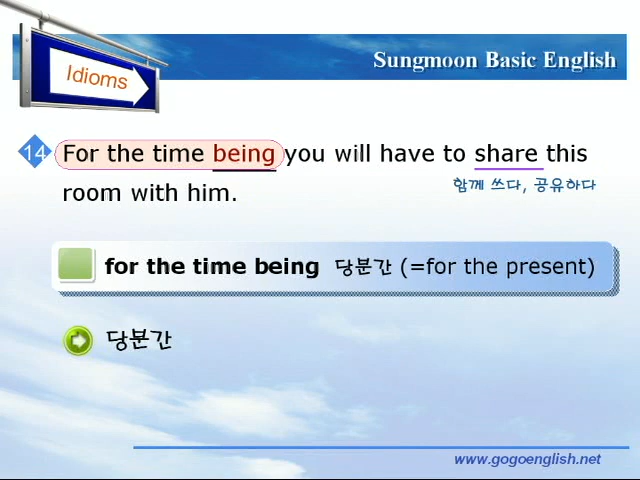 Sungmoon Basic English
Idioms
14 For the time being you will have to share this
함께 쓰다, 공유하다
room with him.
for the time being 당분간 (=for the present)
당분간
www.gogoenglish.net